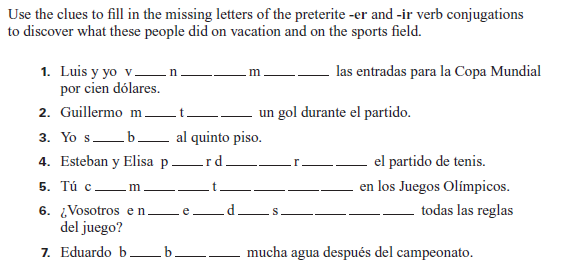 Use the clues to fill in the missing letters of the preterite -er and -ir verb conjugations
to discover what these people did on vacation and on the sports field.
1. Luis y yo v___ n ___ ___ m ___ ___ las entradas para la Copa Mundial
por cien dólares.
2. Guillermo m ___ t ___ ___ un gol durante el partido.
3. Yo s ___ b ___ al quinto piso.
4. Esteban y Elisa p ___ r d ___ ___ r ___ ___ el partido de tenis.
5. Tú c ___ m ___ ___ t ___ ___ ___ ___ en los Juegos Olímpicos.
6. ¿Vosotros e n ___ e ___ d ___ s ___ ___ ___ ___ todas las reglas
del juego?
7. Eduardo b ___ b ___ ___ mucha agua después del campeonato.